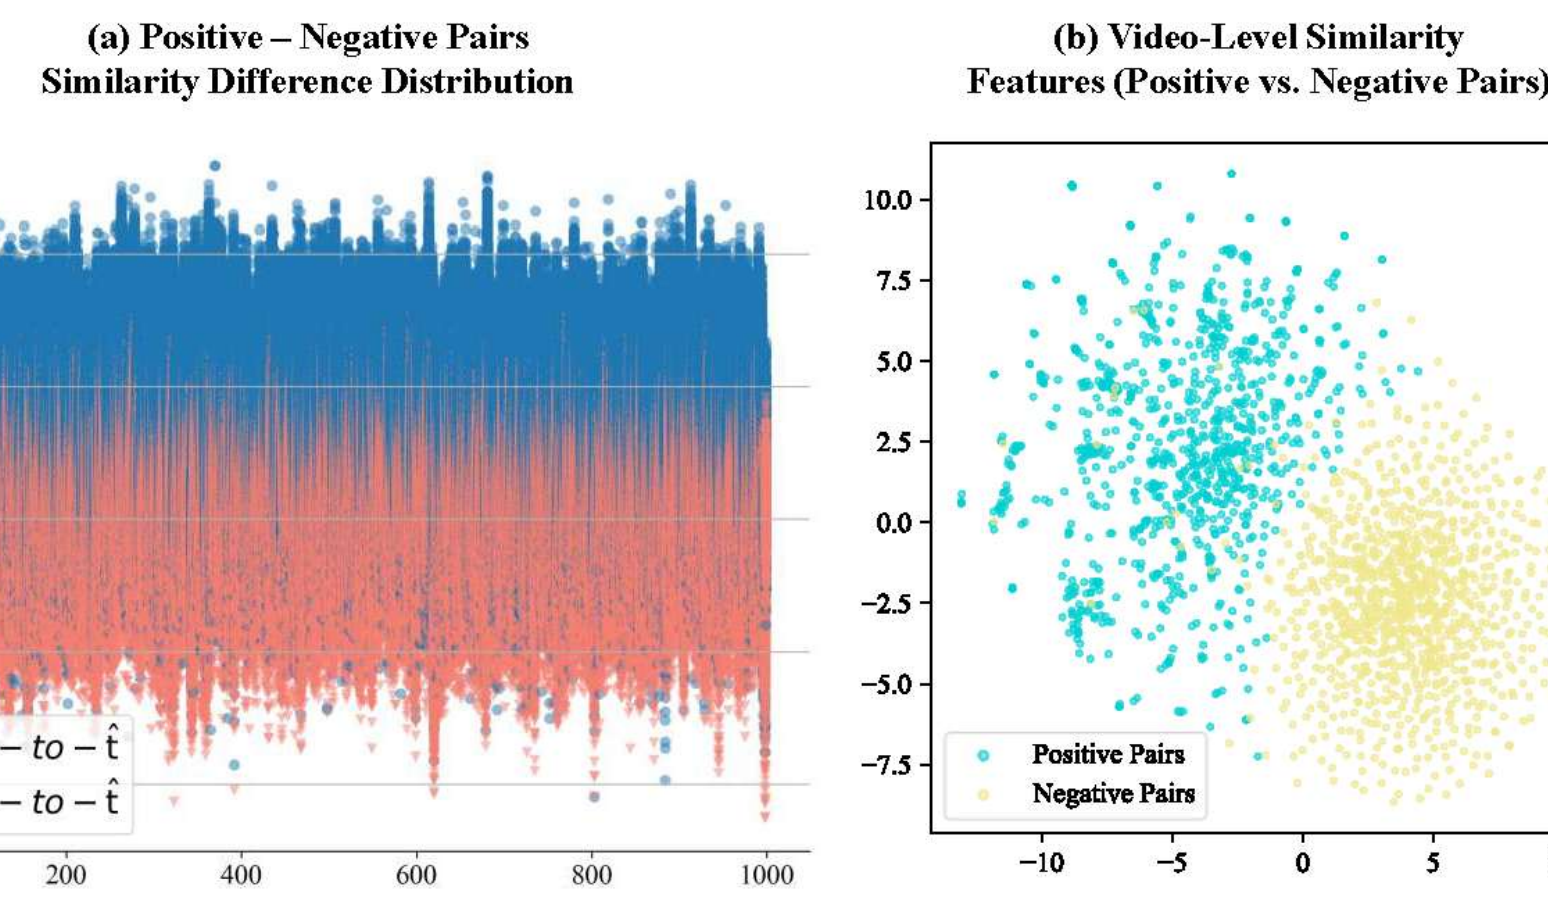 (a) Positive – Negative Pairs
Similarity Difference Distribution
– to – t̂
– to – t̂
200 400 600 800 1000
(b) Video-Level Similarity
Features (Positive vs. Negative Pairs)
10.0
7.5
5.0
2.5
0.0
−2.5
−5.0
−7.5
Positive Pairs
Negative Pairs
−10 −5 0 5